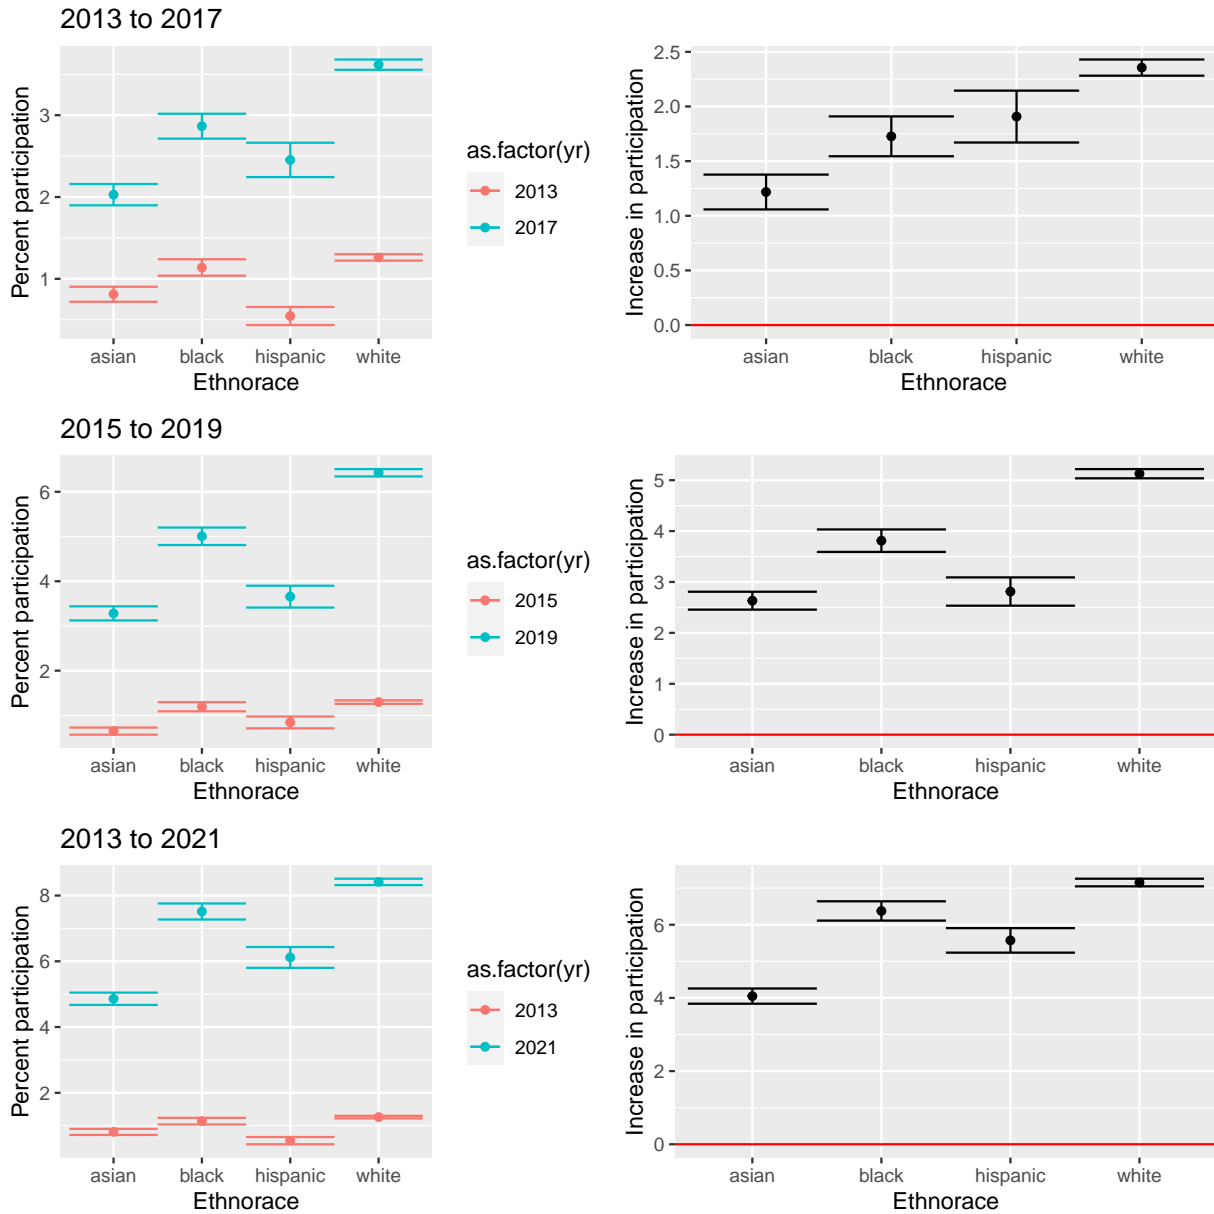 2013 to 2017
Percent participation
3
2
1
asian black hispanic white
Ethnorace
as.factor(yr)
2013
2017
Increase in participation
2.5
2.0
1.5
1.0
0.5
0.0
asian black hispanic white
Ethnorace
2015 to 2019
Percent participation
6
4
2
asian black hispanic white
Ethnorace
as.factor(yr)
2015
2019
Increase in participation
5
4
3
2
1
0
asian black hispanic white
Ethnorace
2013 to 2021
Percent participation
8
6
4
2
asian black hispanic white
Ethnorace
as.factor(yr)
2013
2021
Increase in participation
6
4
2
0
asian black hispanic white
Ethnorace